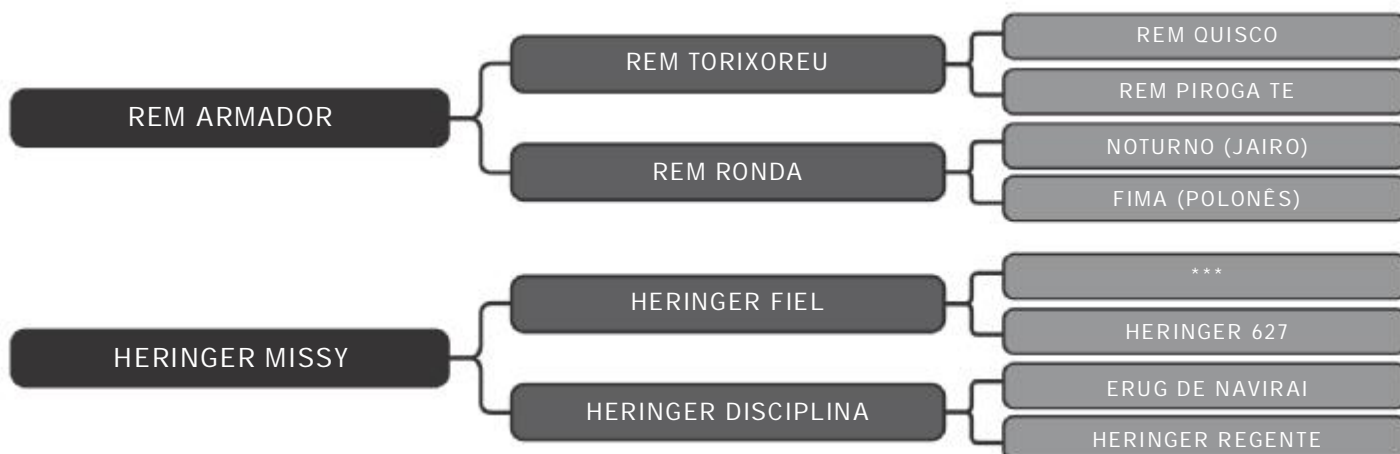 REM ARMADOR
REM TORIXOREU
REM QUISCO
REM PIROGA TE
REM RONDA
NOTURNO (JAIRO)
FIMA (POLONÊS)
HERINGER MISSY
HERINGER FIEL
***
HERINGER 627
HERINGER DISCIPLINA
ERUG DE NAVIRAI
HERINGER REGENTE